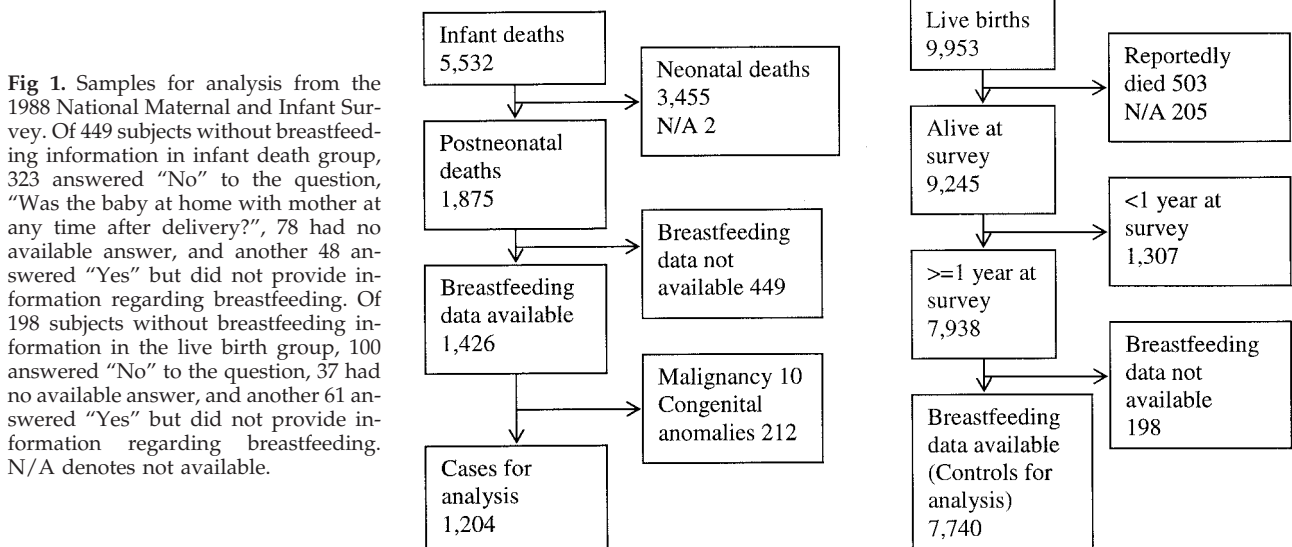 Fig 1. Samples for analysis from the
1988 National Maternal and Infant Sur-
vey. Of 449 subjects without breastfeed-
ing information in infant death group,
323 answered “No” to the question,
“Was the baby at home with mother at
any time after delivery?”, 78 had no
available answer, and another 48 an-
swered “Yes” but did not provide in-
formation regarding breastfeeding. Of
198 subjects without breastfeeding in-
formation in the live birth group, 100
answered “No” to the question, 37 had
no available answer, and another 61 an-
swered “Yes” but did not provide in-
formation regarding breastfeeding.
N/A denotes not available.
Infant deaths
5,532
Neonatal deaths
3,455
N/A 2
Postneonatal
deaths
1,875
Breastfeeding
data not
available 449
Breastfeeding
data available
1,426
Malignancy 10
Congenital
anomalies 212
Cases for
analysis
1,204
Live births
9,953
Reportedly
died 503
N/A 205
Alive at
survey
9,245
<1 year at
survey
1,307
>=1 year at
survey
7,938
Breastfeeding
data not
available
198
Breastfeeding
data available
(Controls for
analysis)
7,740